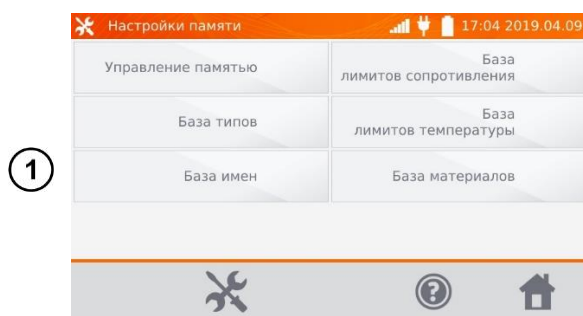 Настройки памяти 17:04 2019.04.09
Управление памятью
База
лимитов сопротивления
База типов
База
лимитов температуры
1
База имен
База материалов
?